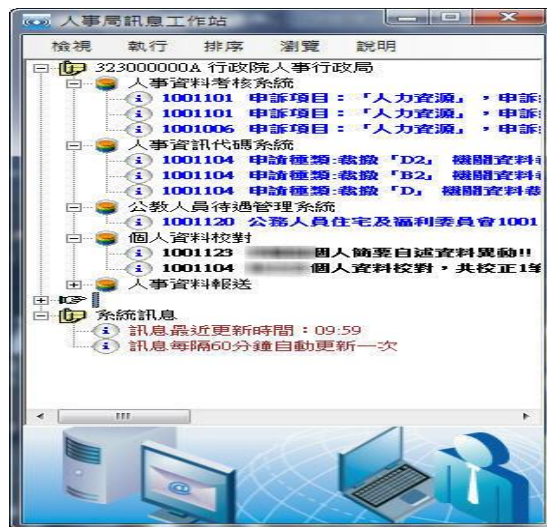 人事局訊息工作站
檢視 執行 排序 瀏覽 說明
323000000A 行政院人事行政局
人事資料考核系統
1001101 申訴項目：「人力資源」，申訴
1001101 申訴項目：「人力資源」，申訴
1001006 申訴項目：「人力資源」，申訴
人事資訊代碼系統
1001104 申請種類:裁撤「D2」 機關資料
1001104 申請種類:裁撤「B2」 機關資料
1001104 申請種類:裁撤「D」 機關資料裁
公教人員待遇管理系統
1001120 公務人員住宅及福利委員會1001
個人資料校對
1001123 個人簡要自述資料異動!!
1001104 個人資料校對，共校正1筆
人事資料報送
系統訊息
訊息最近更新時間：09:59
訊息每隔60分鐘自動更新一次